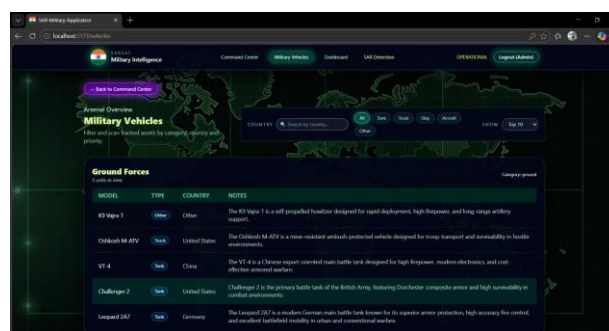 SAR Military Application
localhost:5173/vehicles
Military Intelligence
Command Center
Military Vehicles
Dashboard
SAR Detection
OPERATIONAL
Logout (Admin)
← Back to Command Center
Arsenal Overview
Military Vehicles
Filter and scan tracked assets by category, country and
priority.
COUNTRY
Search by country...
All
Tank
Truck
Ship
Aircraft
Other
SHOW
Top 10
Ground Forces
5 units in view
Category: ground
MODEL TYPE COUNTRY NOTES
K9 Vajra-T Other Other The K9 Vajra-T is a self-propelled howitzer designed for rapid deployment, high firepower, and long-range artillery
support.
Oshkosh M-ATV Truck United States The Oshkosh M-ATV is a mine-resistant ambush-protected vehicle designed for troop transport and survivability in hostile
environments.
VT-4 Tank China The VT-4 is a Chinese export-oriented main battle tank designed for high firepower, modern electronics, and cost-
effective armored warfare.
Challenger 2 Tank United States Challenger 2 is the primary battle tank of the British Army, featuring Dorchester composite armor and high survivability in
combat environments.
Leopard 2A7 Tank Germany The Leopard 2A7 is a modern German main battle tank known for its superior armor protection, high accuracy fire control,
and excellent battlefield mobility in urban and conventional warfare.